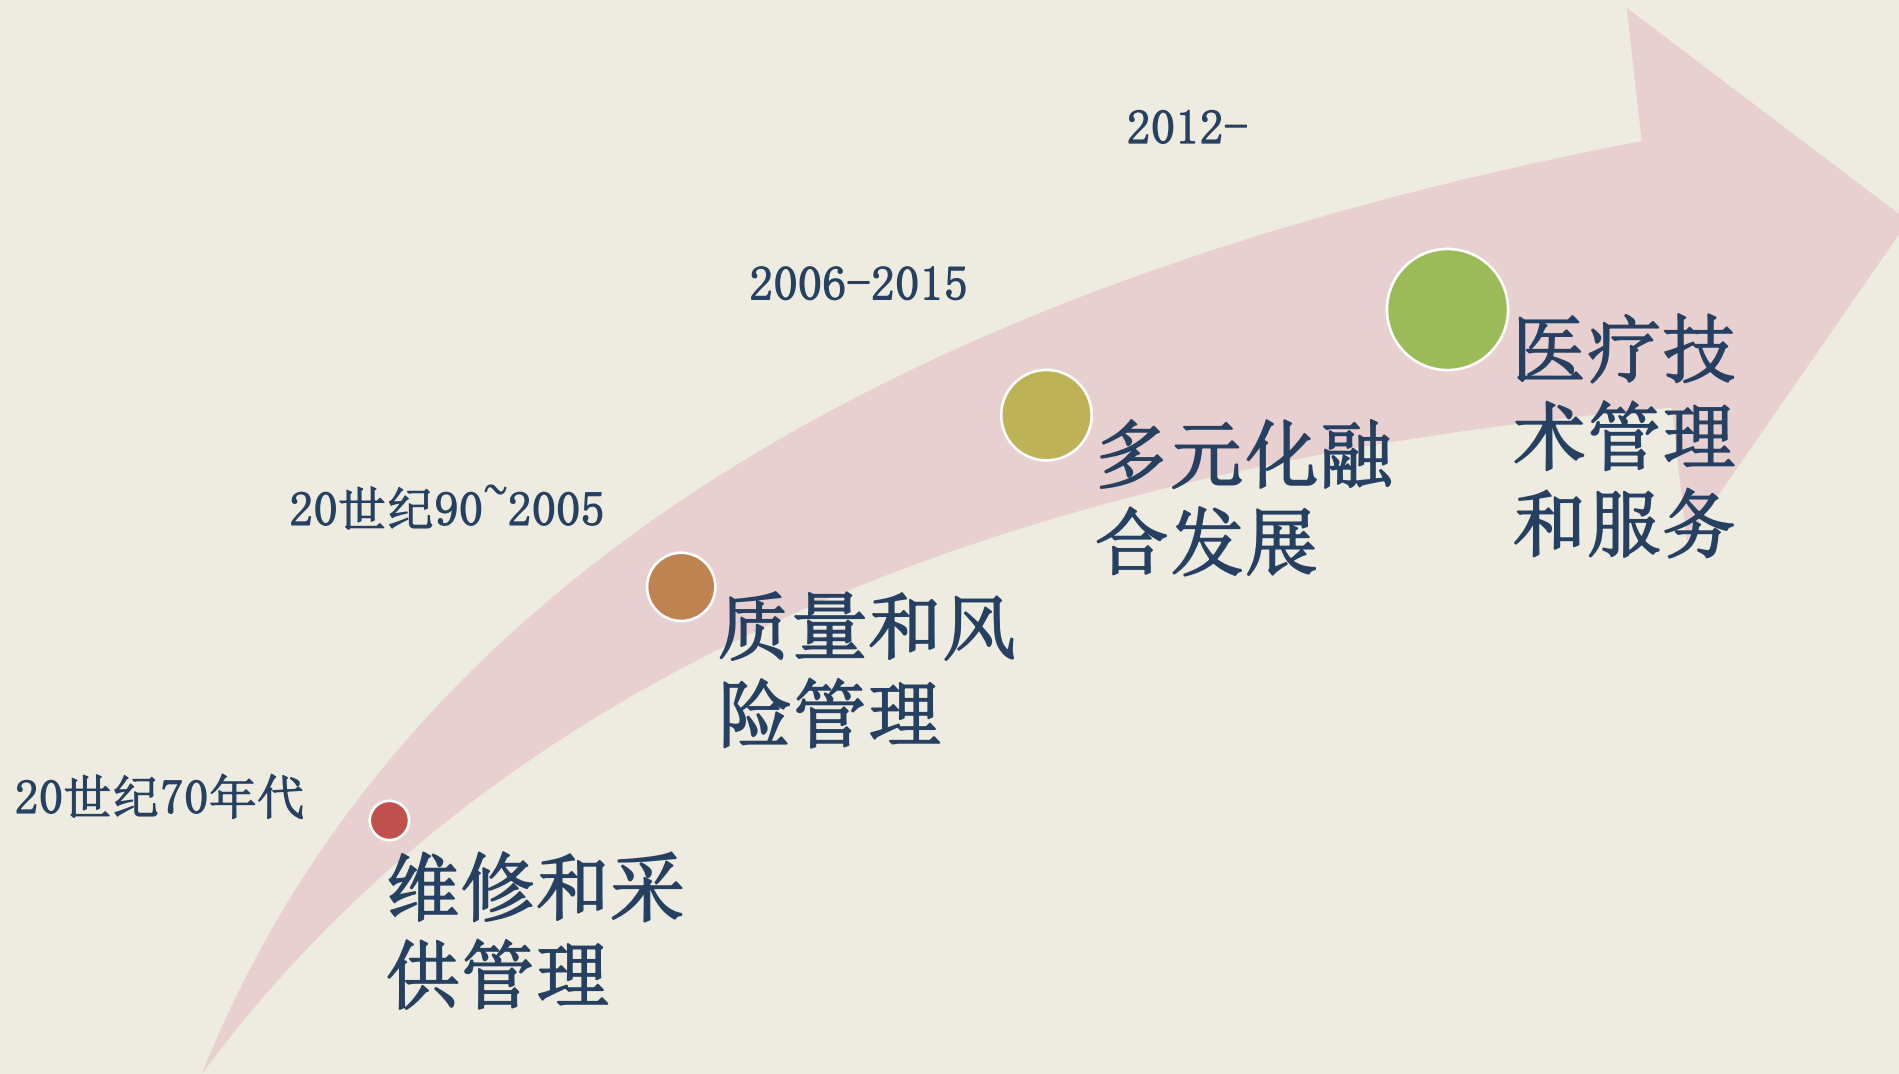 2012-
2006-2015
医疗技
术管理
和服务
多元化融
合发展
20世纪90~2005
质量和风
险管理
20世纪70年代
维修和采
供管理